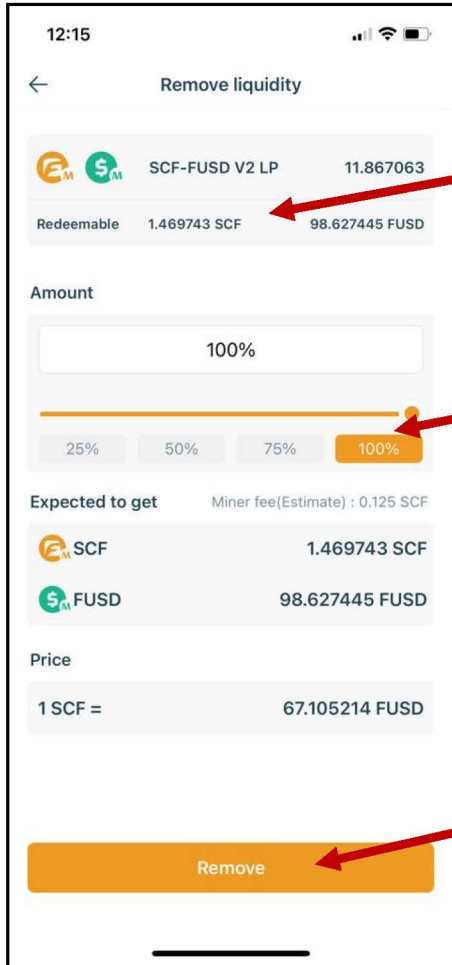 12:15
Remove liquidity
M M SCF-FUSD V2 LP 11.867063
Redeemable 1.469743 SCF 98.627445 FUSD
Amount
100%
25% 50% 75% 100%
Expected to get Miner fee(Estimate) : 0.125 SCF
M SCF 1.469743 SCF
$ M FUSD 98.627445 FUSD
Price
1 SCF = 67.105214 FUSD
Remove